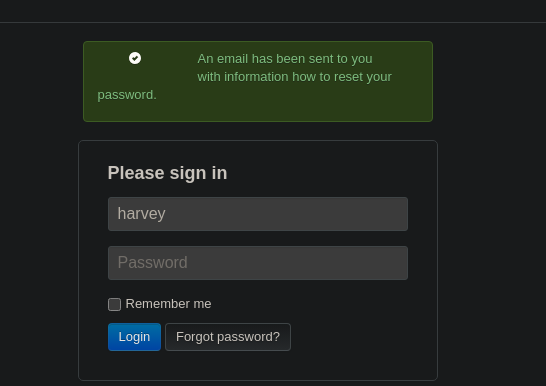 An email has been sent to you
with information how to reset your
password.
Please sign in
harvey
Password
Remember me
Login Forgot password?